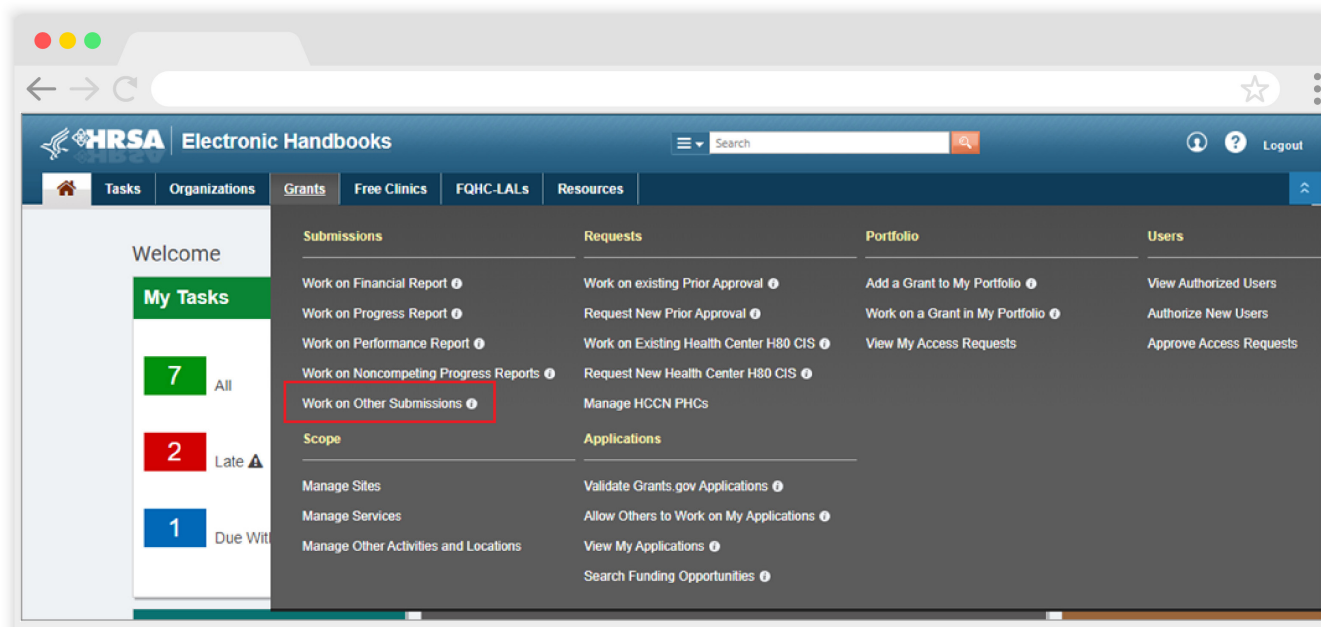 HRSA Electronic Handbooks
Search
Logout
Tasks Organizations Grants Free Clinics FQHC-LALs Resources
Welcome
My Tasks
7 All
2 Late
1 Due With
Submissions
Work on Financial Report
Work on Progress Report
Work on Performance Report
Work on Noncompeting Progress Reports
Work on Other Submissions
Scope
Manage Sites
Manage Services
Manage Other Activities and Locations
Requests
Work on existing Prior Approval
Request New Prior Approval
Work on Existing Health Center H80 CIS
Request New Health Center H80 CIS
Manage HCCN PHCs
Applications
Validate Grants.gov Applications
Allow Others to Work on My Applications
View My Applications
Search Funding Opportunities
Portfolio
Add a Grant to My Portfolio
Work on a Grant in My Portfolio
View My Access Requests
Users
View Authorized Users
Authorize New Users
Approve Access Requests